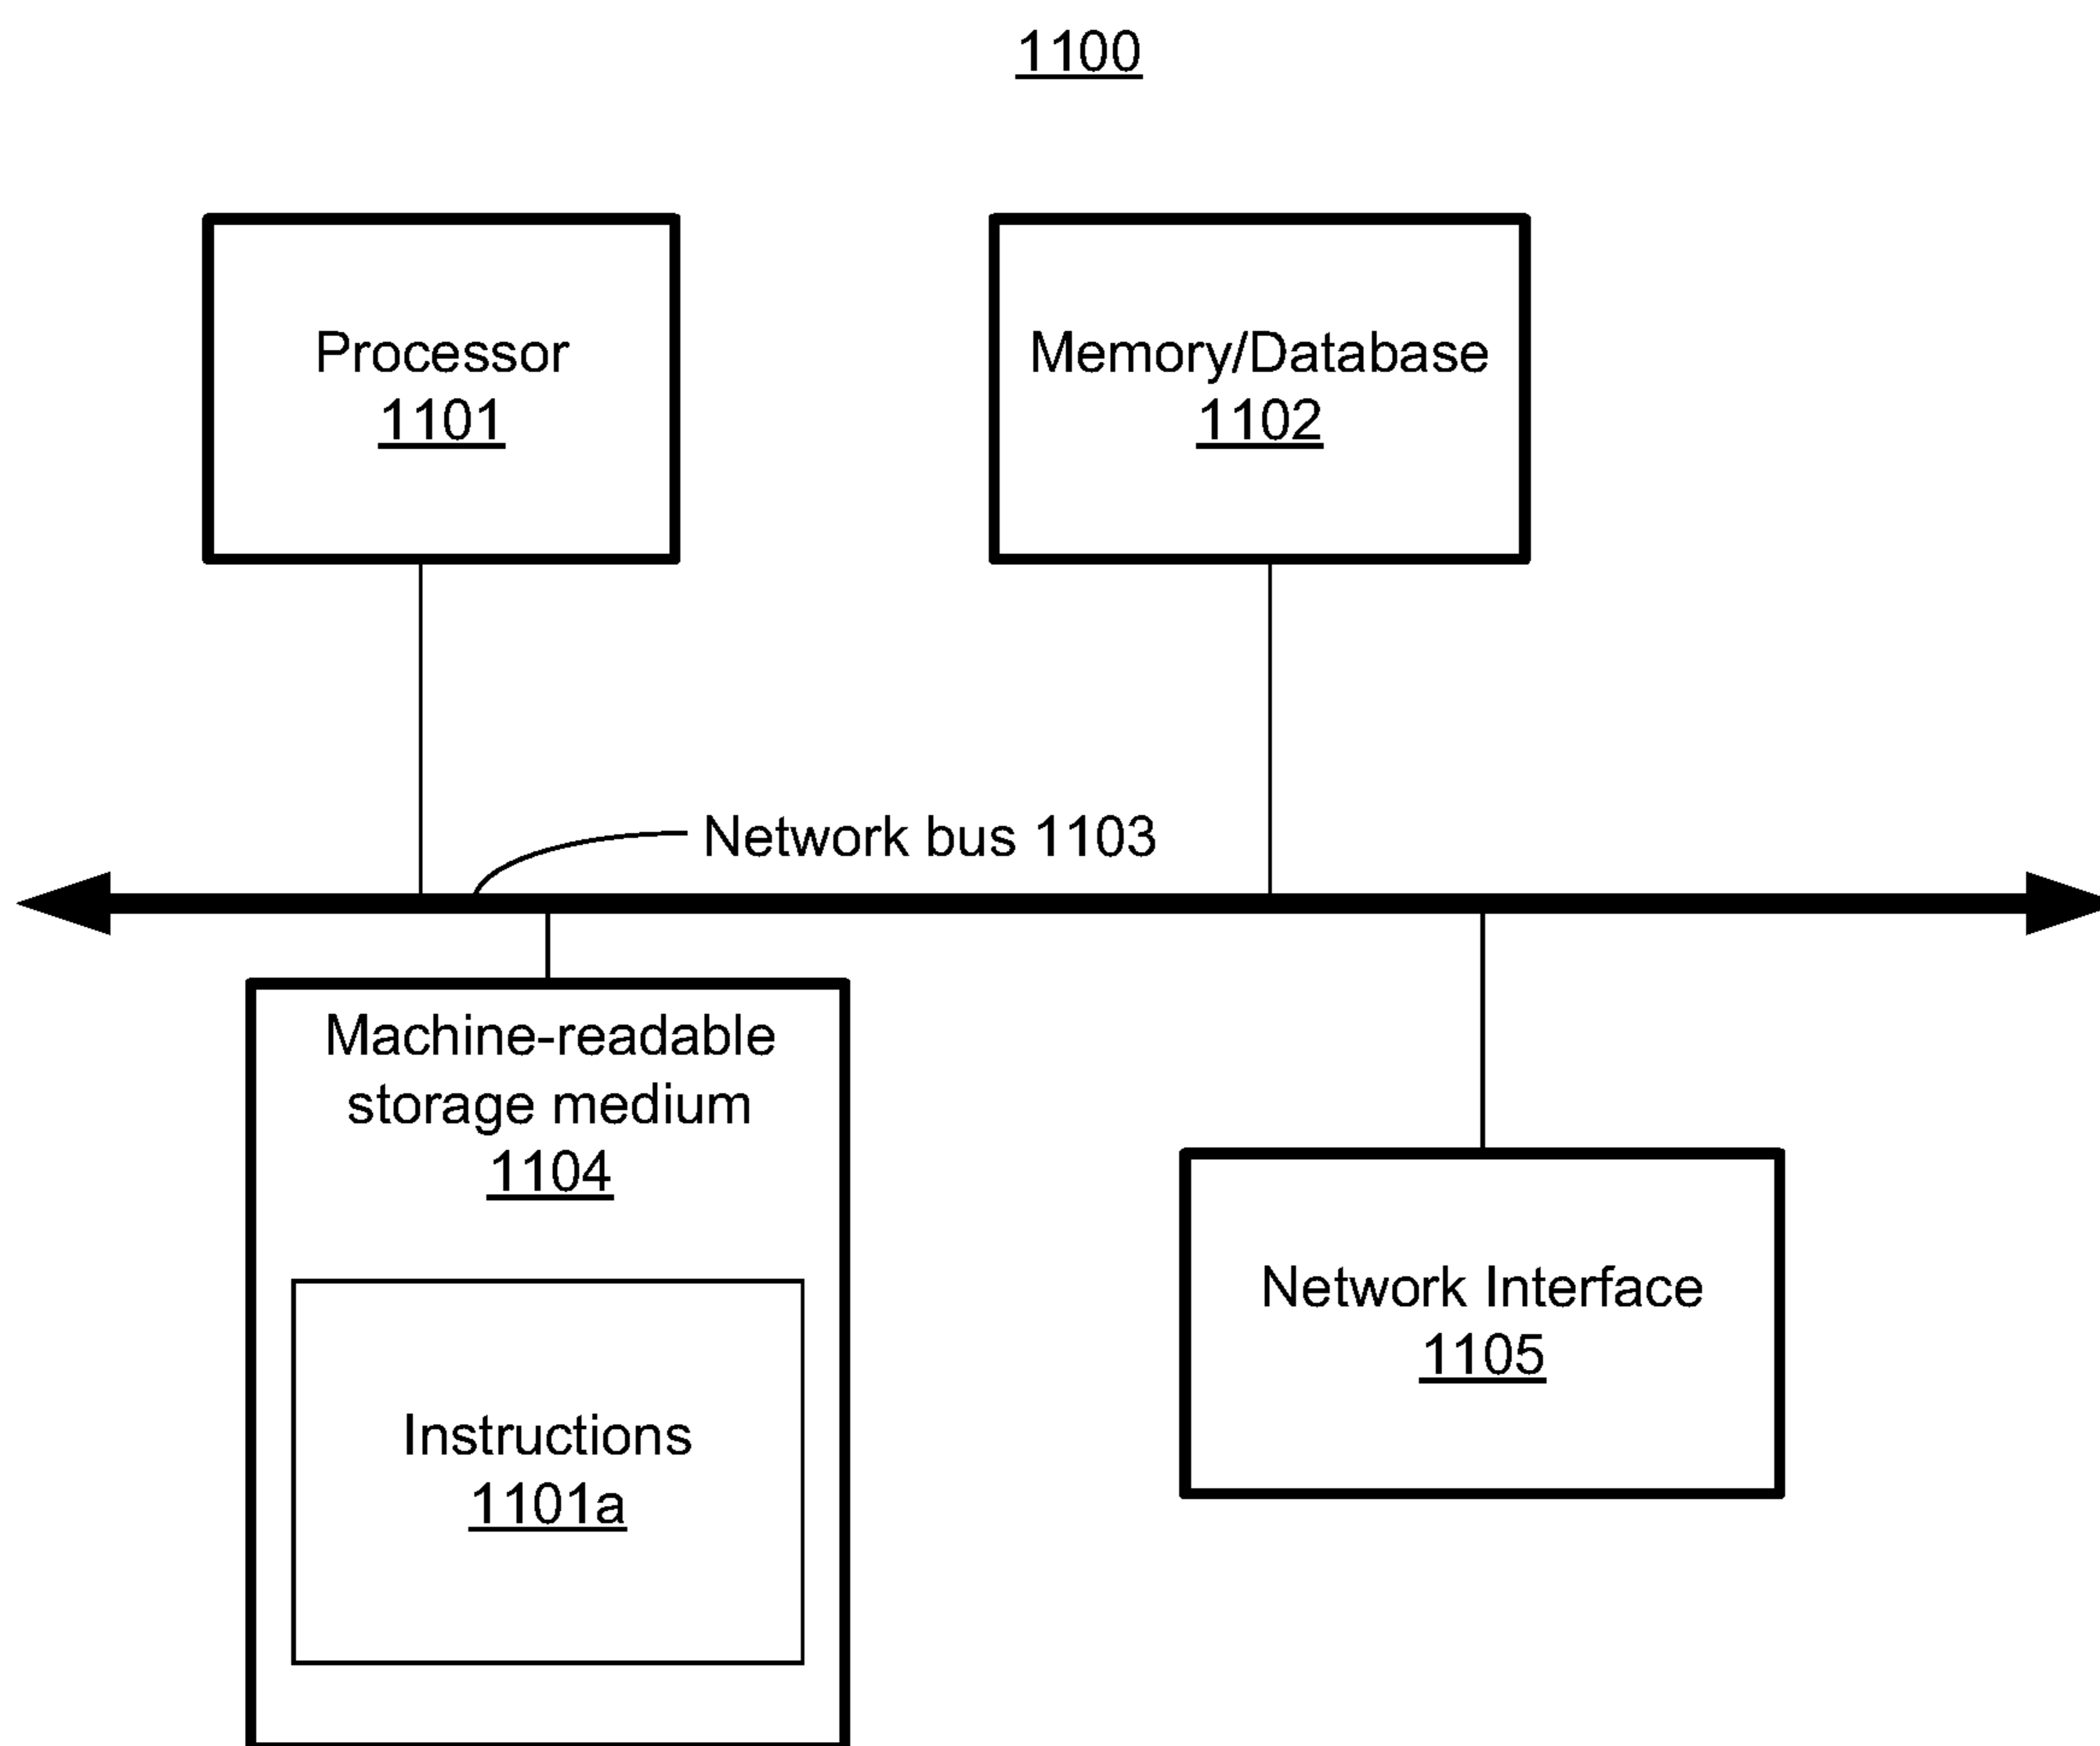 1100
Processor
1101
Memory/Database
1102
Network bus 1103
Machine-readable
storage medium
1104
Instructions
1101a
Network Interface
1105